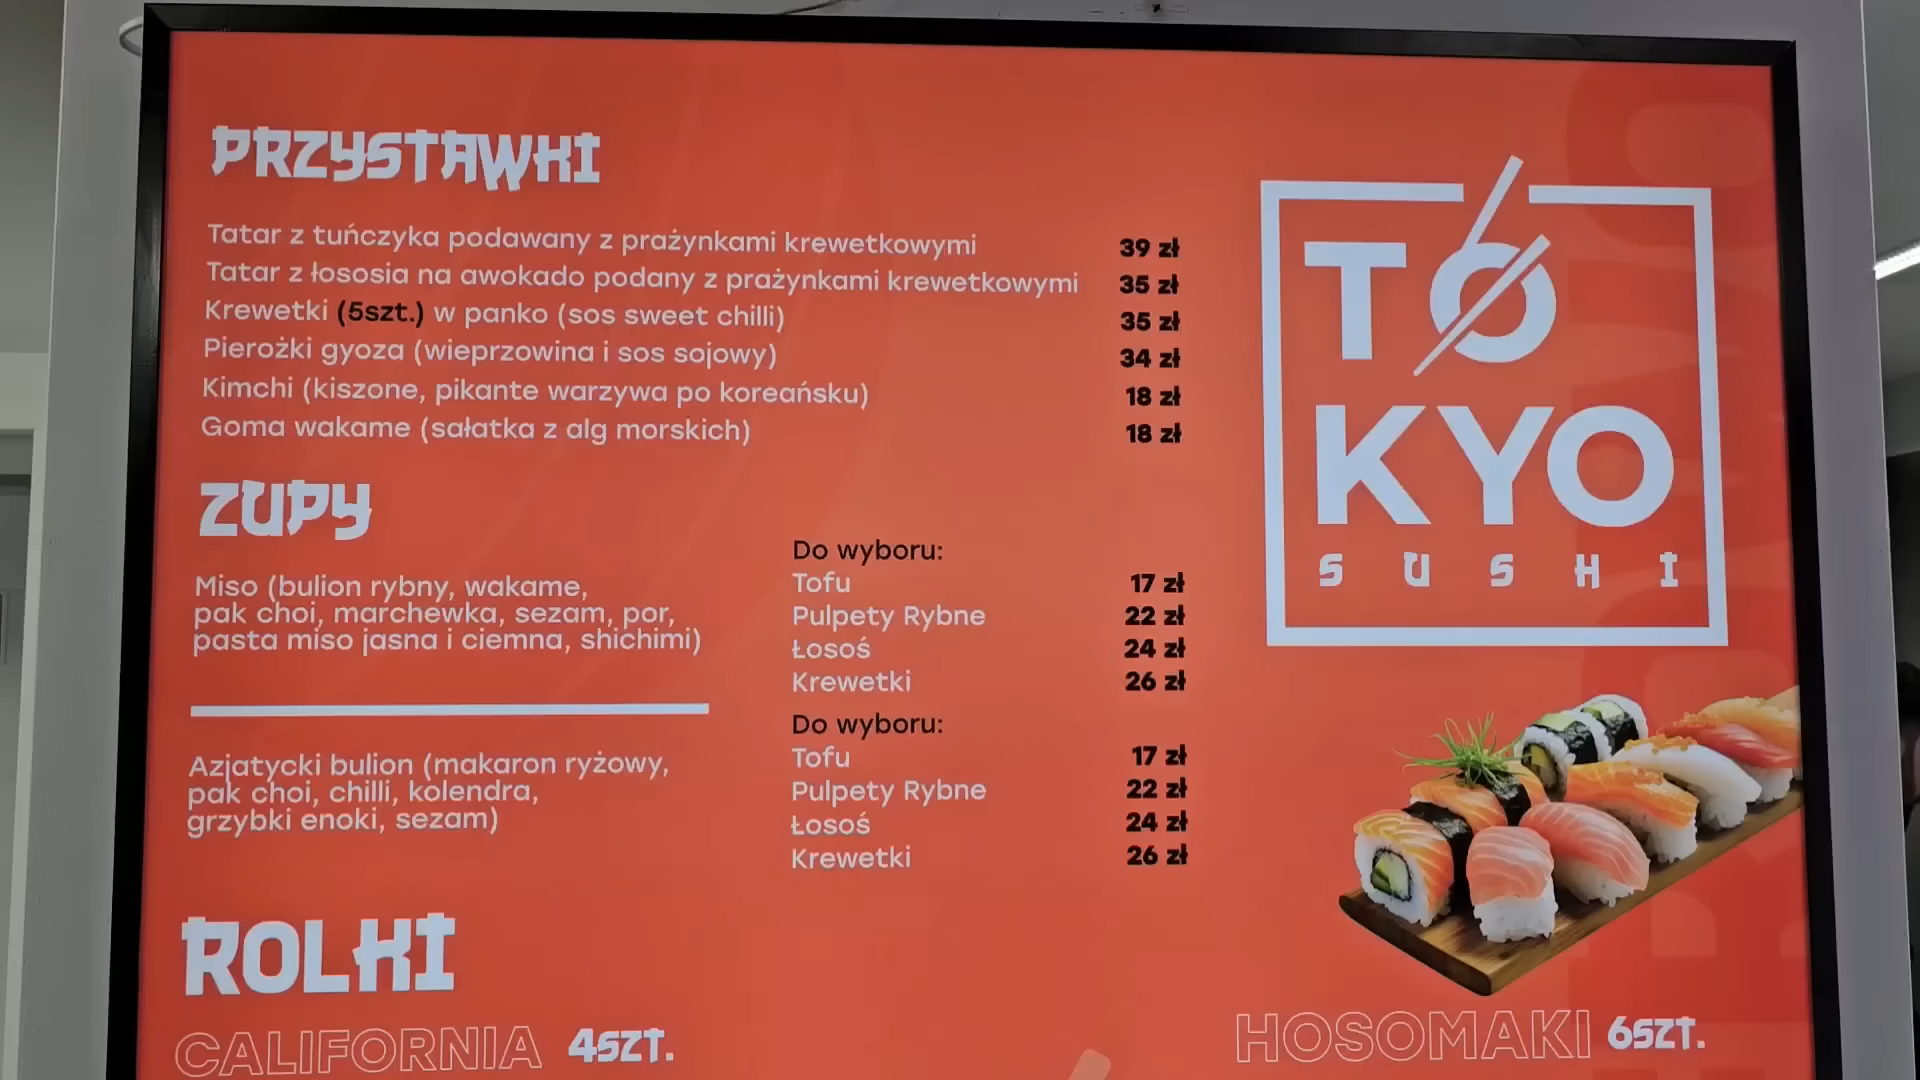 PRZYSTAWKI
Tatar z tuńczyka podawany z prażynkami krewetkowymi 39 zł
Tatar z łososia na awokado podany z prażynkami krewetkowymi 35 zł
Krewetki (5szt.) w panko (sos sweet chilli) 35 zł
Pierożki gyoza (wieprzowina i sos sojowy) 34 zł
Kimchi (kiszone, pikante warzywa po koreańsku) 18 zł
Goma wakame (sałatka z alg morskich) 18 zł
TOKYO
SUSHI
ZUPY
Miso (bulion rybny, wakame,
pak choi, marchewka, sezam, por,
pasta miso jasna i ciemna, shichimi)
Do wyboru:
Tofu 17 zł
Pulpety Rybne 22 zł
Łosoś 24 zł
Krewetki 26 zł
Azjatycki bulion (makaron ryżowy,
pak choi, chilli, kolendra,
grzybki enoki, sezam)
Do wyboru:
Tofu 17 zł
Pulpety Rybne 22 zł
Łosoś 24 zł
Krewetki 26 zł
ROLKI
CALIFORNIA 4SZT.
HOSOMAKI 6SZT.